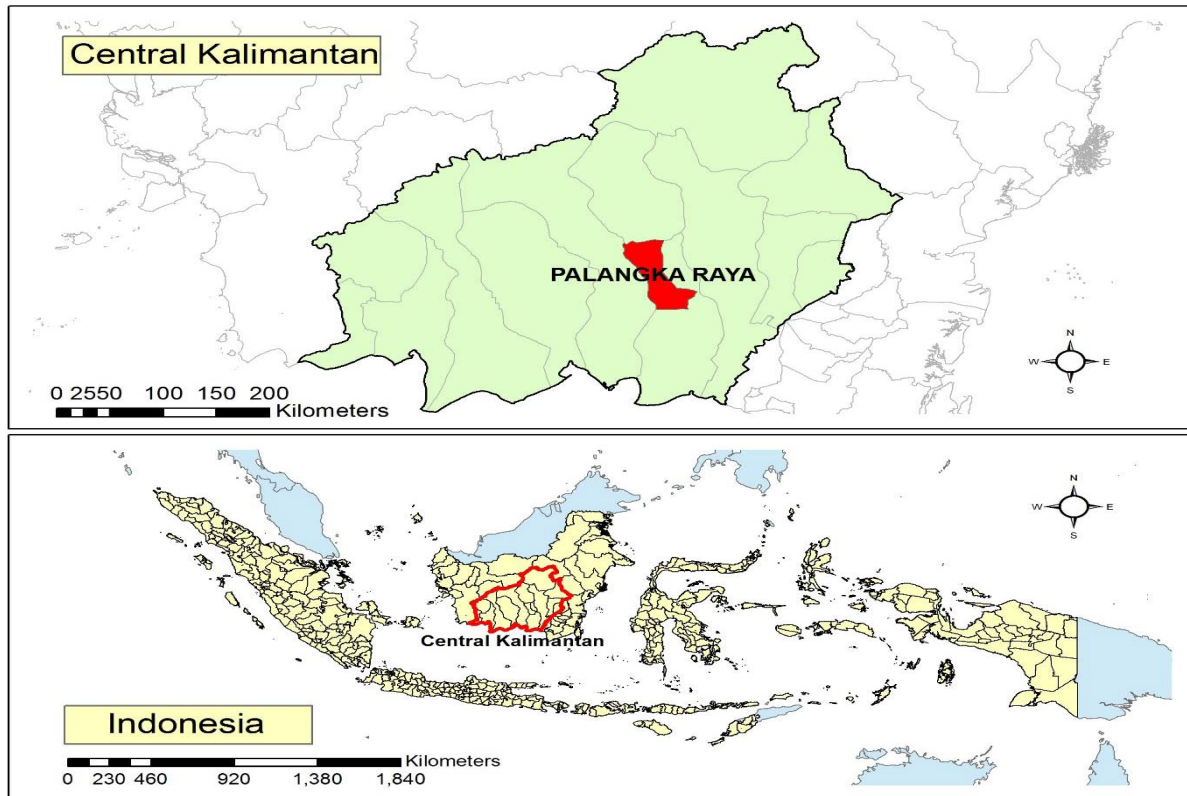 Central Kalimantan
PALANGKA RAYA
N
W E
S
0 2550 100 150 200
Kilometers
N
W E
S
Central Kalimantan
Indonesia
Kilometers
0 230 460 920 1,380 1,840